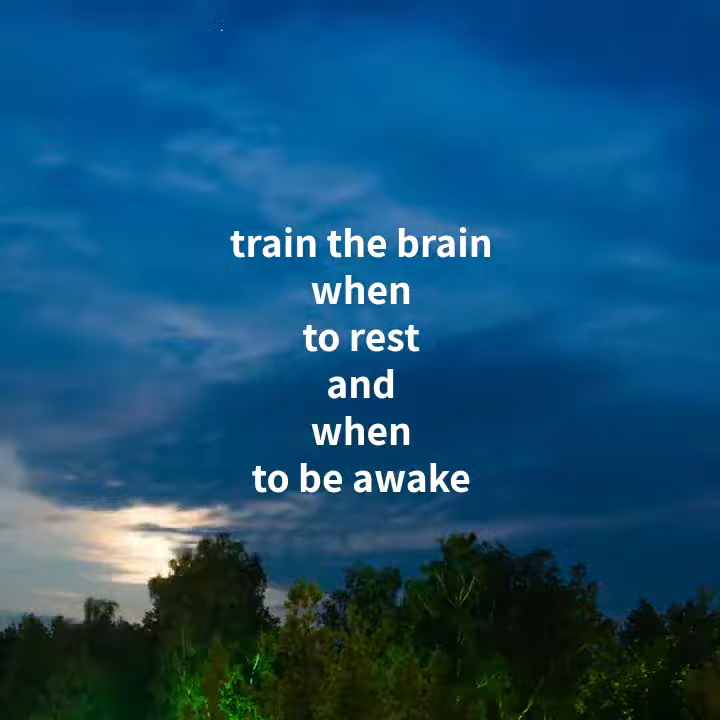 train the brain
when
to rest
and
when
to be awake